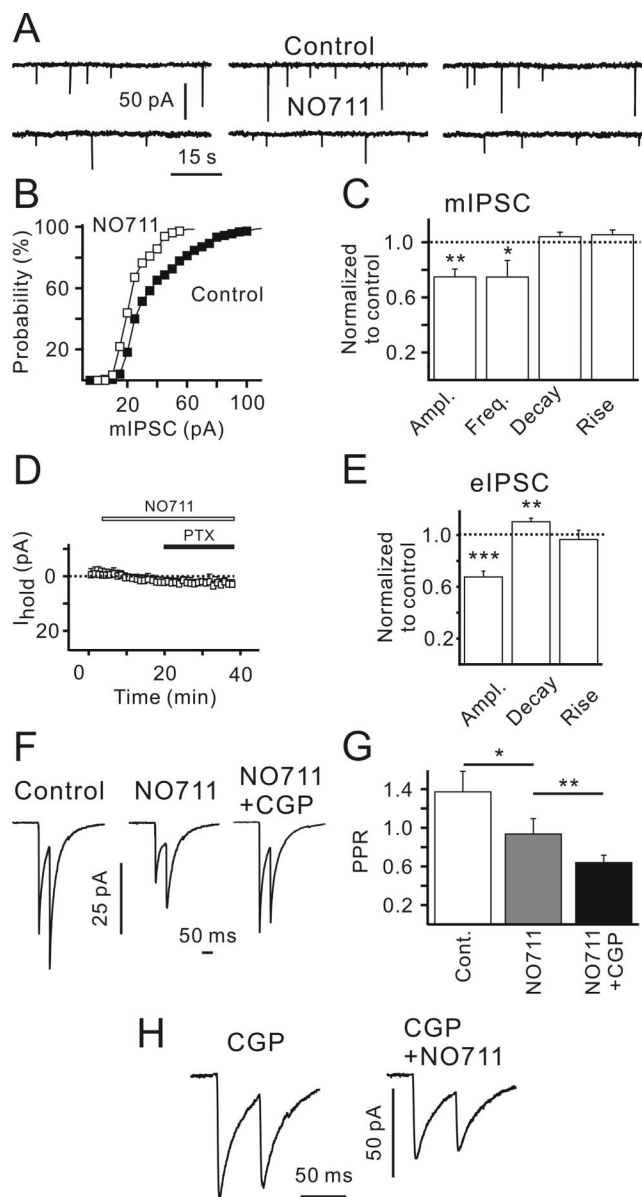 A
Control
50 pA
NO711
15 s
B
NO711
Control
Probability (%)
100
80
60
40
20
20
60
100
mIPSC (pA)
C
mIPSC
Normalized
to control
1.0
0.6
0.2
**
*
Ampl.
Freq.
Decay
Rise
D
NO711
PTX
Ihold (pA)
0
20
0
20
40
Time (min)
E
eIPSC
Normalized
to control
1.0
0.6
0.2
***
**
Ampl.
Decay
Rise
F
Control
NO711
NO711
+CGP
25 pA
50 ms
G
PPR
1.4
1.0
0.6
0.2
*
**
Cont.
NO711
NO711
+CGP
H
CGP
CGP
+NO711
50 pA
50 ms